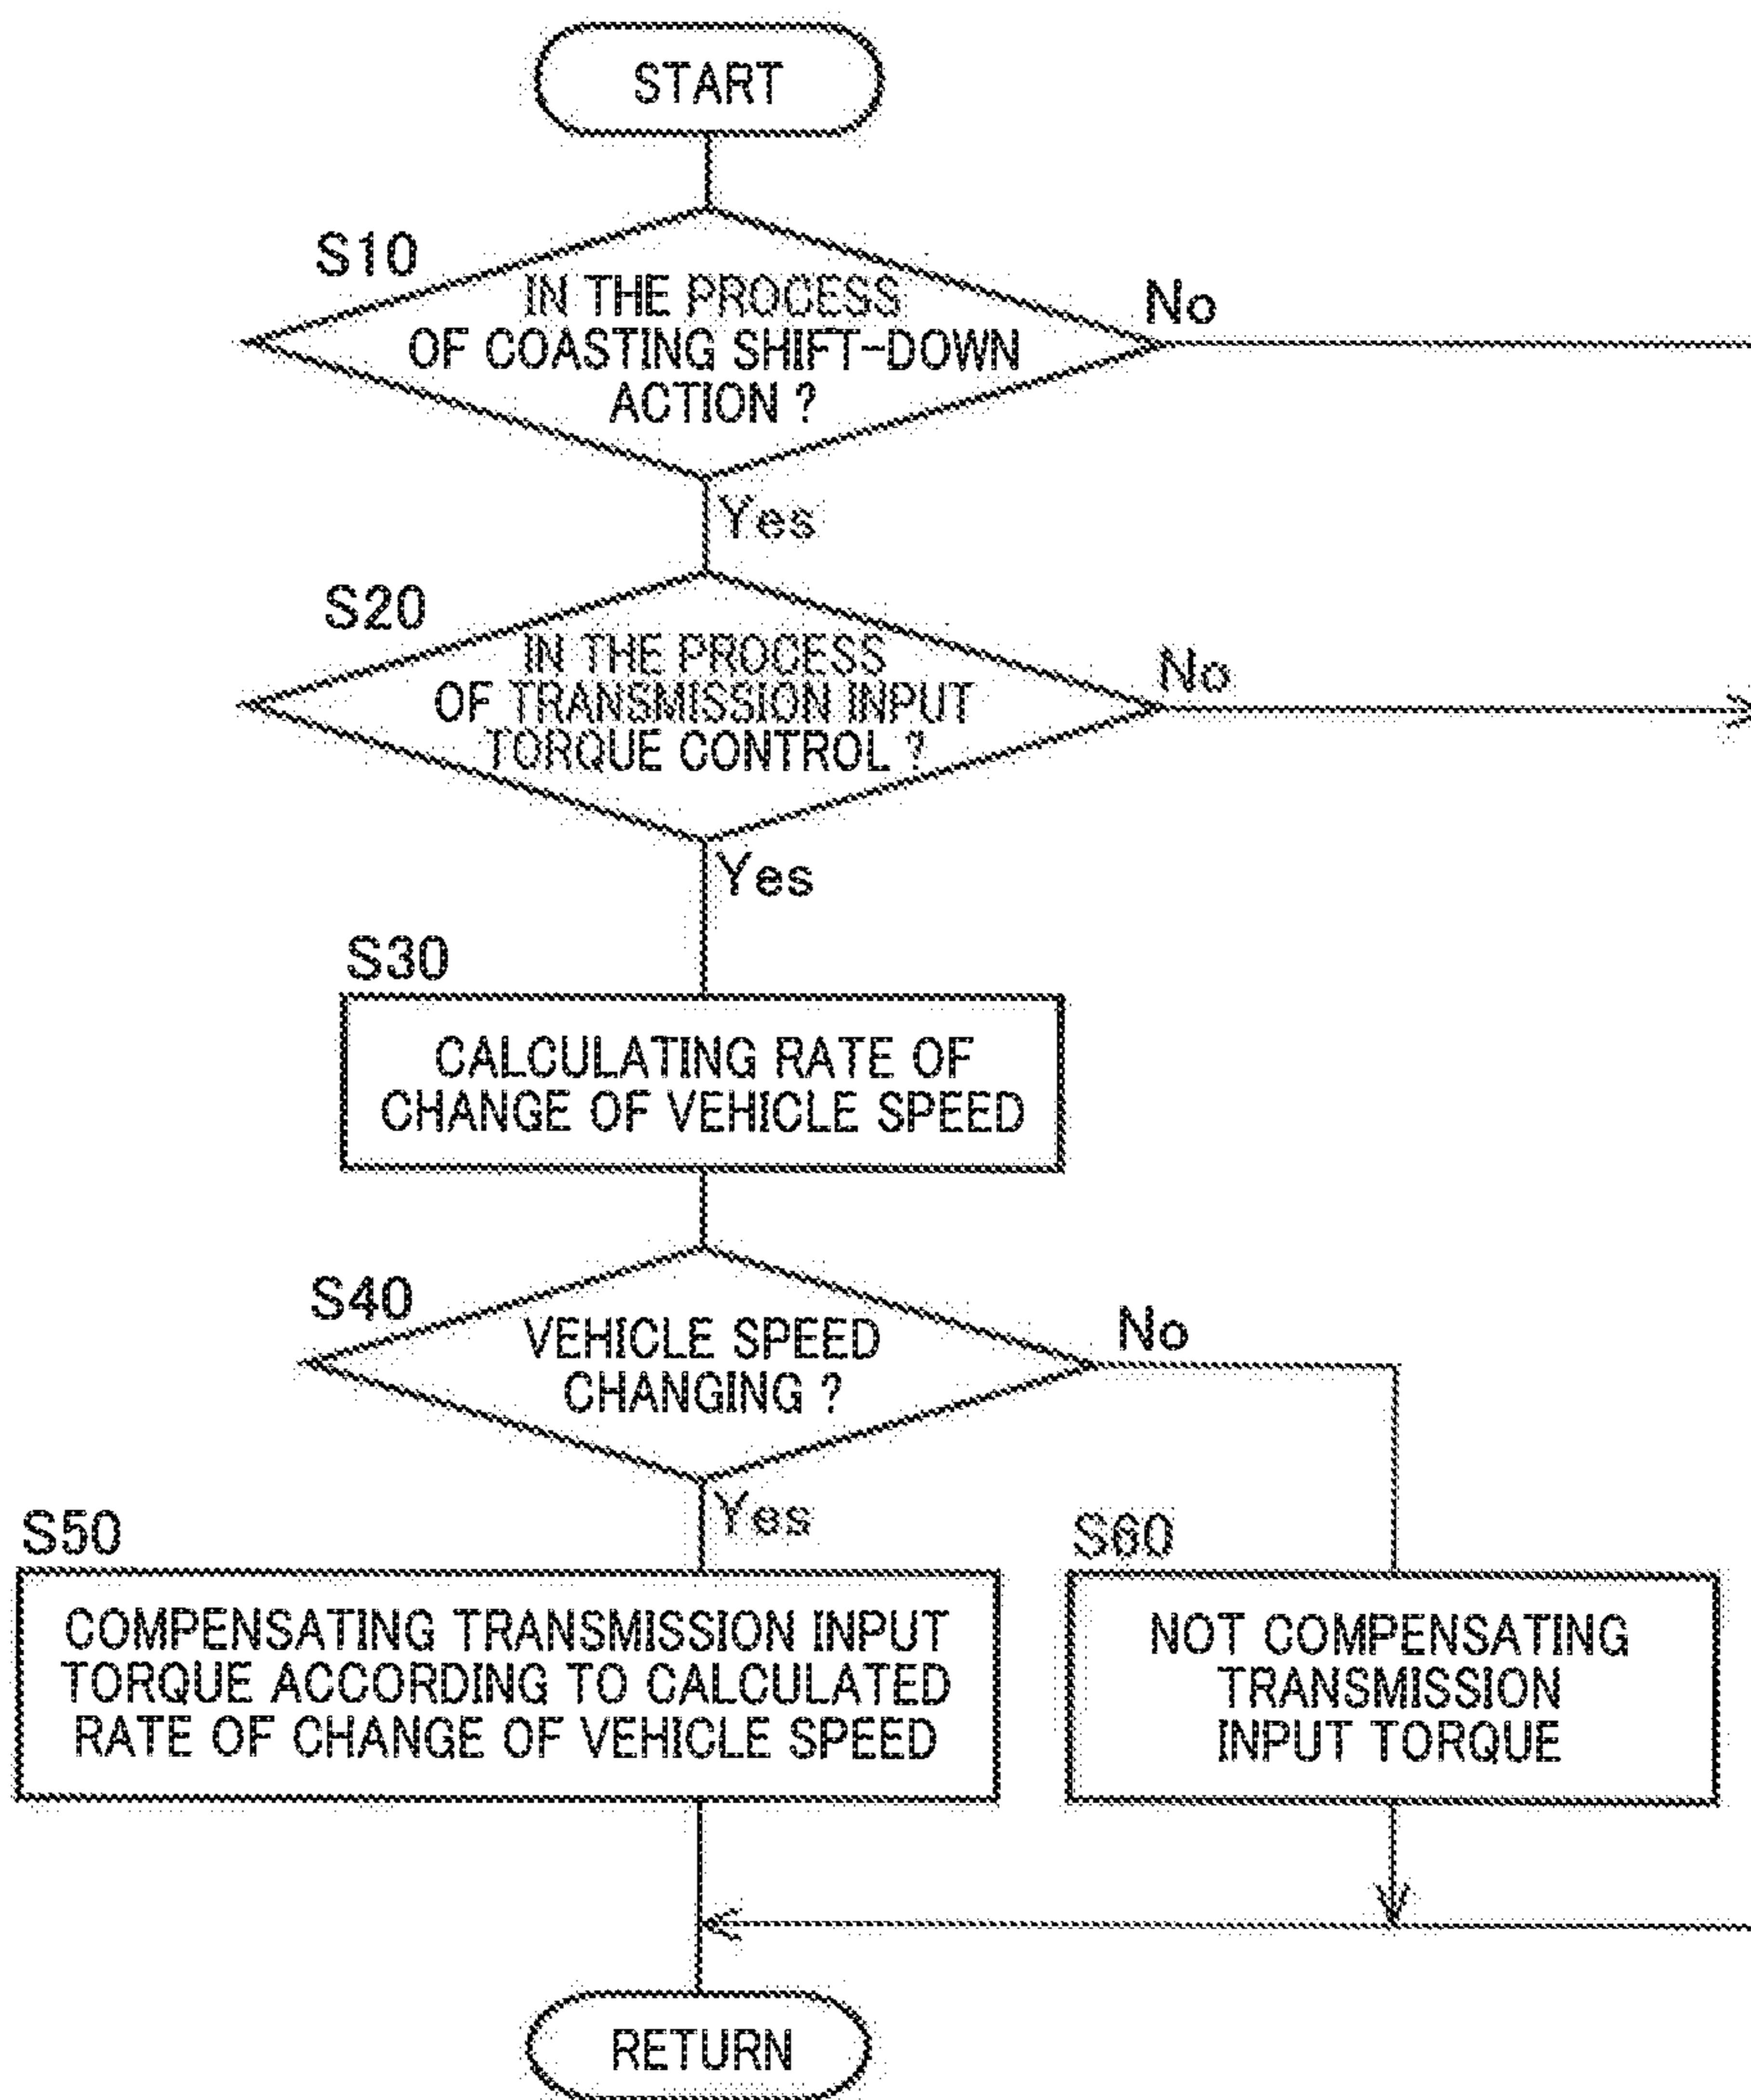 START
S10
IN THE PROCESS
OF COASTING SHIFT-DOWN
ACTION ?
No
Yes
S20
IN THE PROCESS
OF TRANSMISSION INPUT
TORQUE CONTROL ?
No
Yes
S30
CALCULATING RATE OF
CHANGE OF VEHICLE SPEED
S40
VEHICLE SPEED
CHANGING ?
No
Yes
S50
COMPENSATING TRANSMISSION INPUT
TORQUE ACCORDING TO CALCULATED
RATE OF CHANGE OF VEHICLE SPEED
S60
NOT COMPENSATING
TRANSMISSION
INPUT TORQUE
RETURN